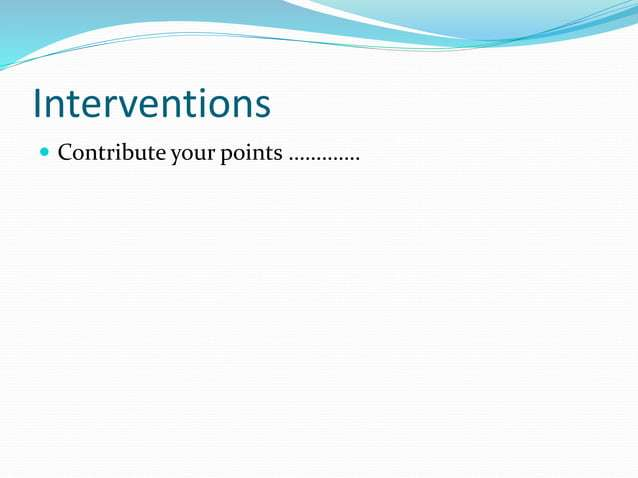 Interventions
Contribute your points .............